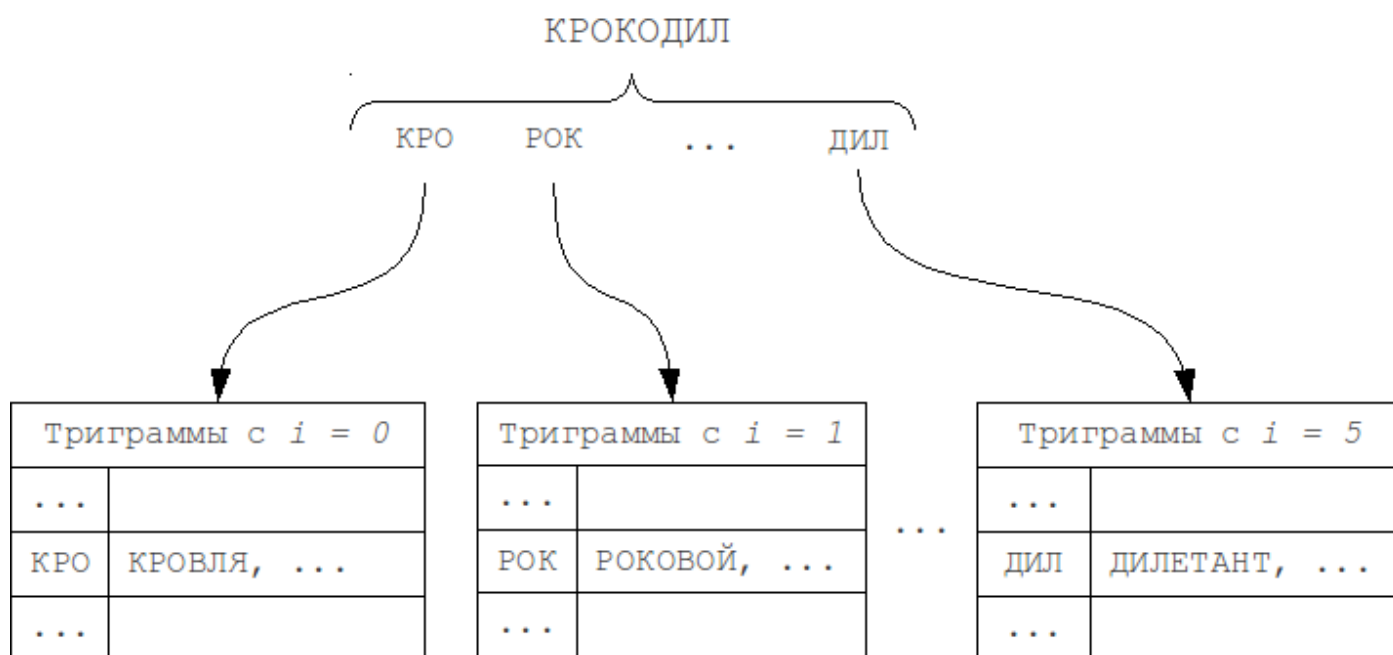 КРОКОДИЛ
КРО РОК ... ДИЛ
Триграммы с i = 0
...
КРО КРОВЛЯ, ...
...
Триграммы с i = 1
...
РОК РОКОВОЙ, ...
...
...
Триграммы с i = 5
...
ДИЛ ДИЛЕТАНТ, ...
...